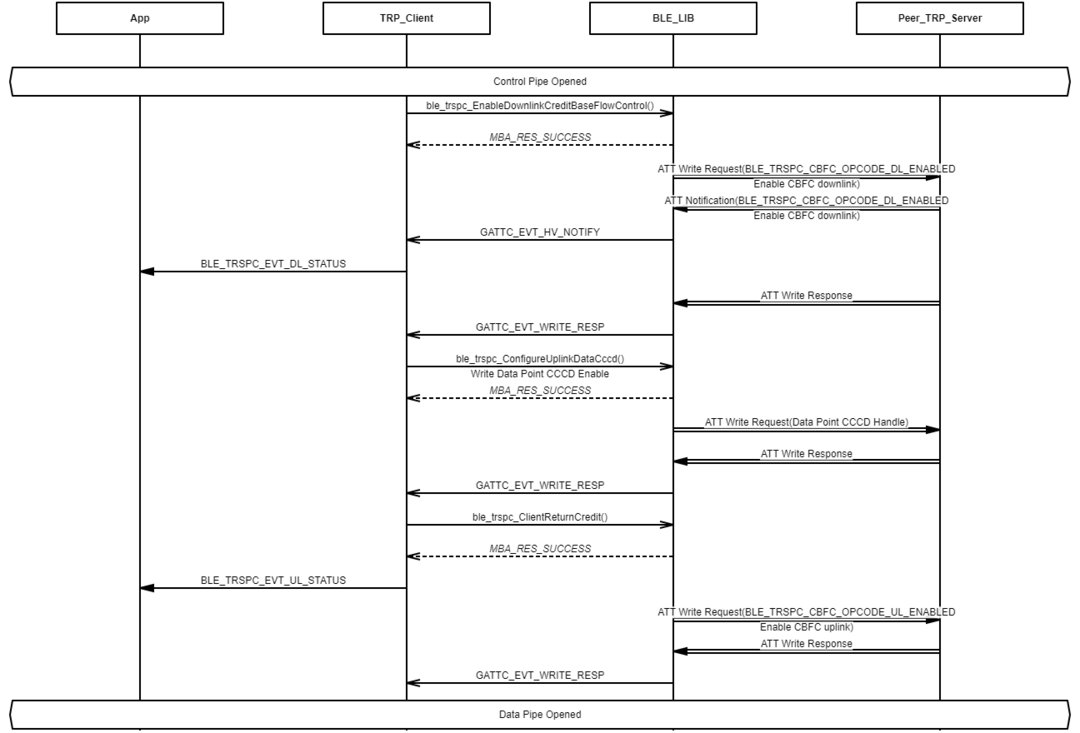 App
TRP_Client
BLE_LIB
Peer_TRP_Server
Control Pipe Opened
ble_trspc_EnableDownlinkCreditBaseFlowControl()
MBA_RES_SUCCESS
ATT Write Request(BLE_TRSPC_CBFC_OPCODE_DL_ENABLED
Enable CBFC downlink)
ATT Notification(BLE_TRSPC_CBFC_OPCODE_DL_ENABLED
Enable CBFC downlink)
GATTC_EVT_HV_NOTIFY
BLE_TRSPC_EVT_DL_STATUS
ATT Write Response
GATTC_EVT_WRITE_RESP
ble_trspc_ConfigureUplinkDataCccd()
Write Data Point CCCD Enable
MBA_RES_SUCCESS
ATT Write Request(Data Point CCCD Handle)
ATT Write Response
GATTC_EVT_WRITE_RESP
ble_trspc_ClientReturnCredit()
MBA_RES_SUCCESS
BLE_TRSPC_EVT_UL_STATUS
ATT Write Request(BLE_TRSPC_CBFC_OPCODE_UL_ENABLED
Enable CBFC uplink)
ATT Write Response
GATTC_EVT_WRITE_RESP
Data Pipe Opened